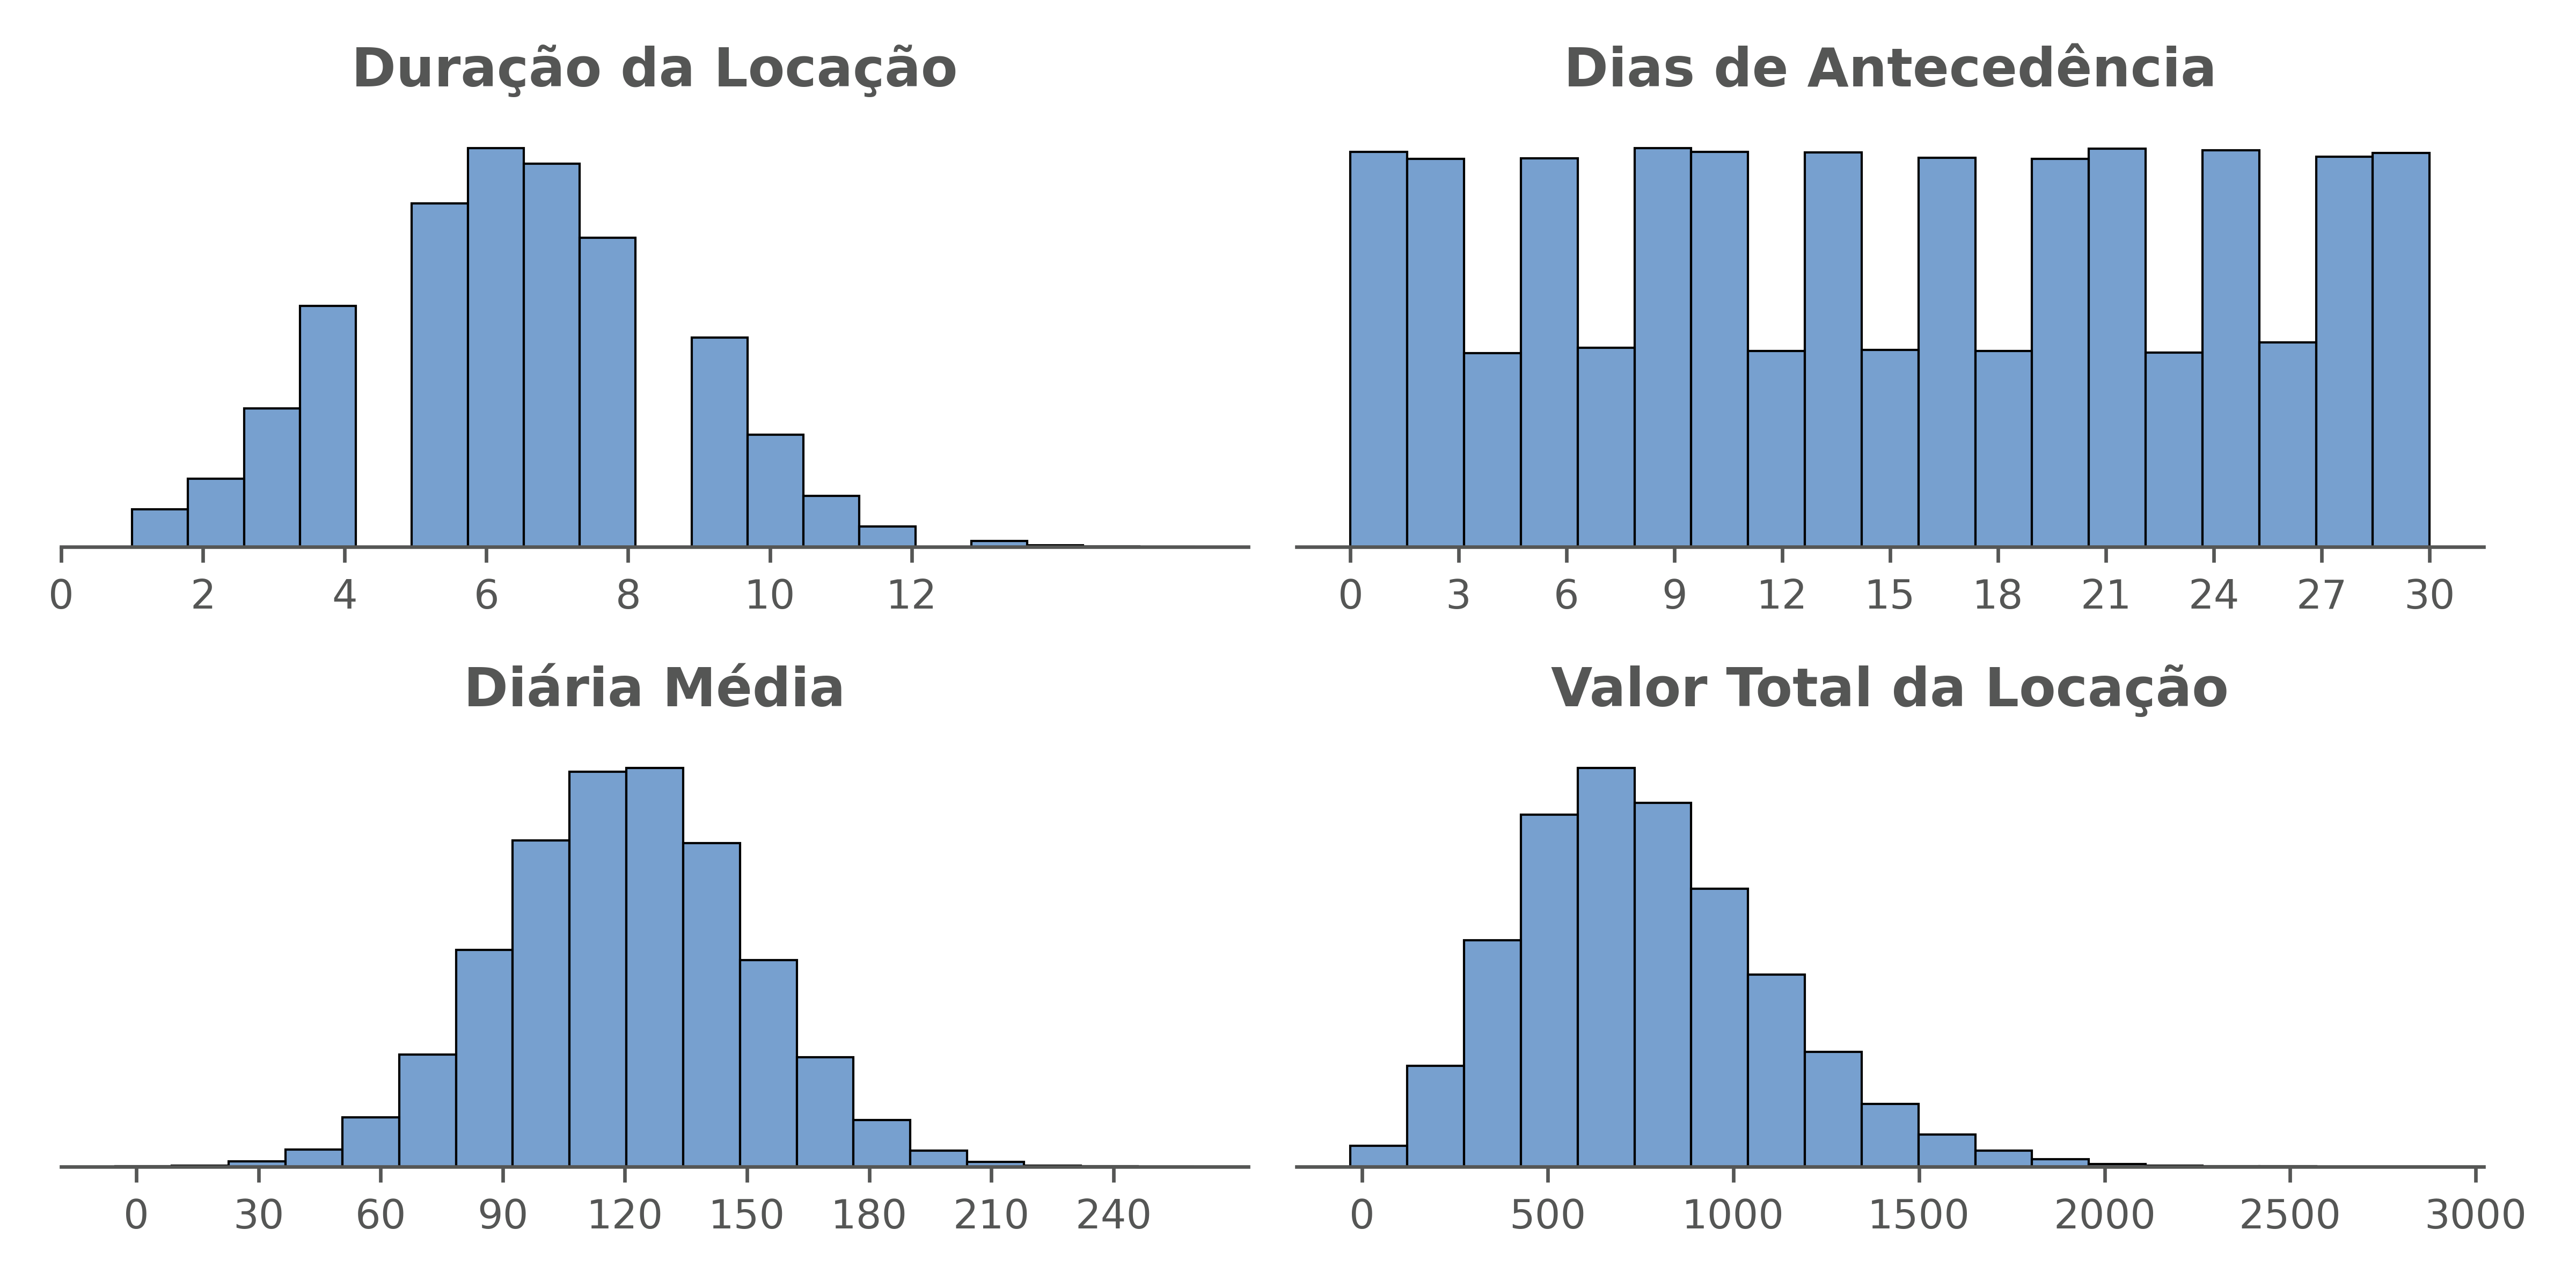 Duração da Locação
0 2 4 6 8 10 12
Dias de Antecedência
0 3 6 9 12 15 18 21 24 27 30
Diária Média
0 30 60 90 120 150 180 210 240
Valor Total da Locação
0 500 1000 1500 2000 2500 3000